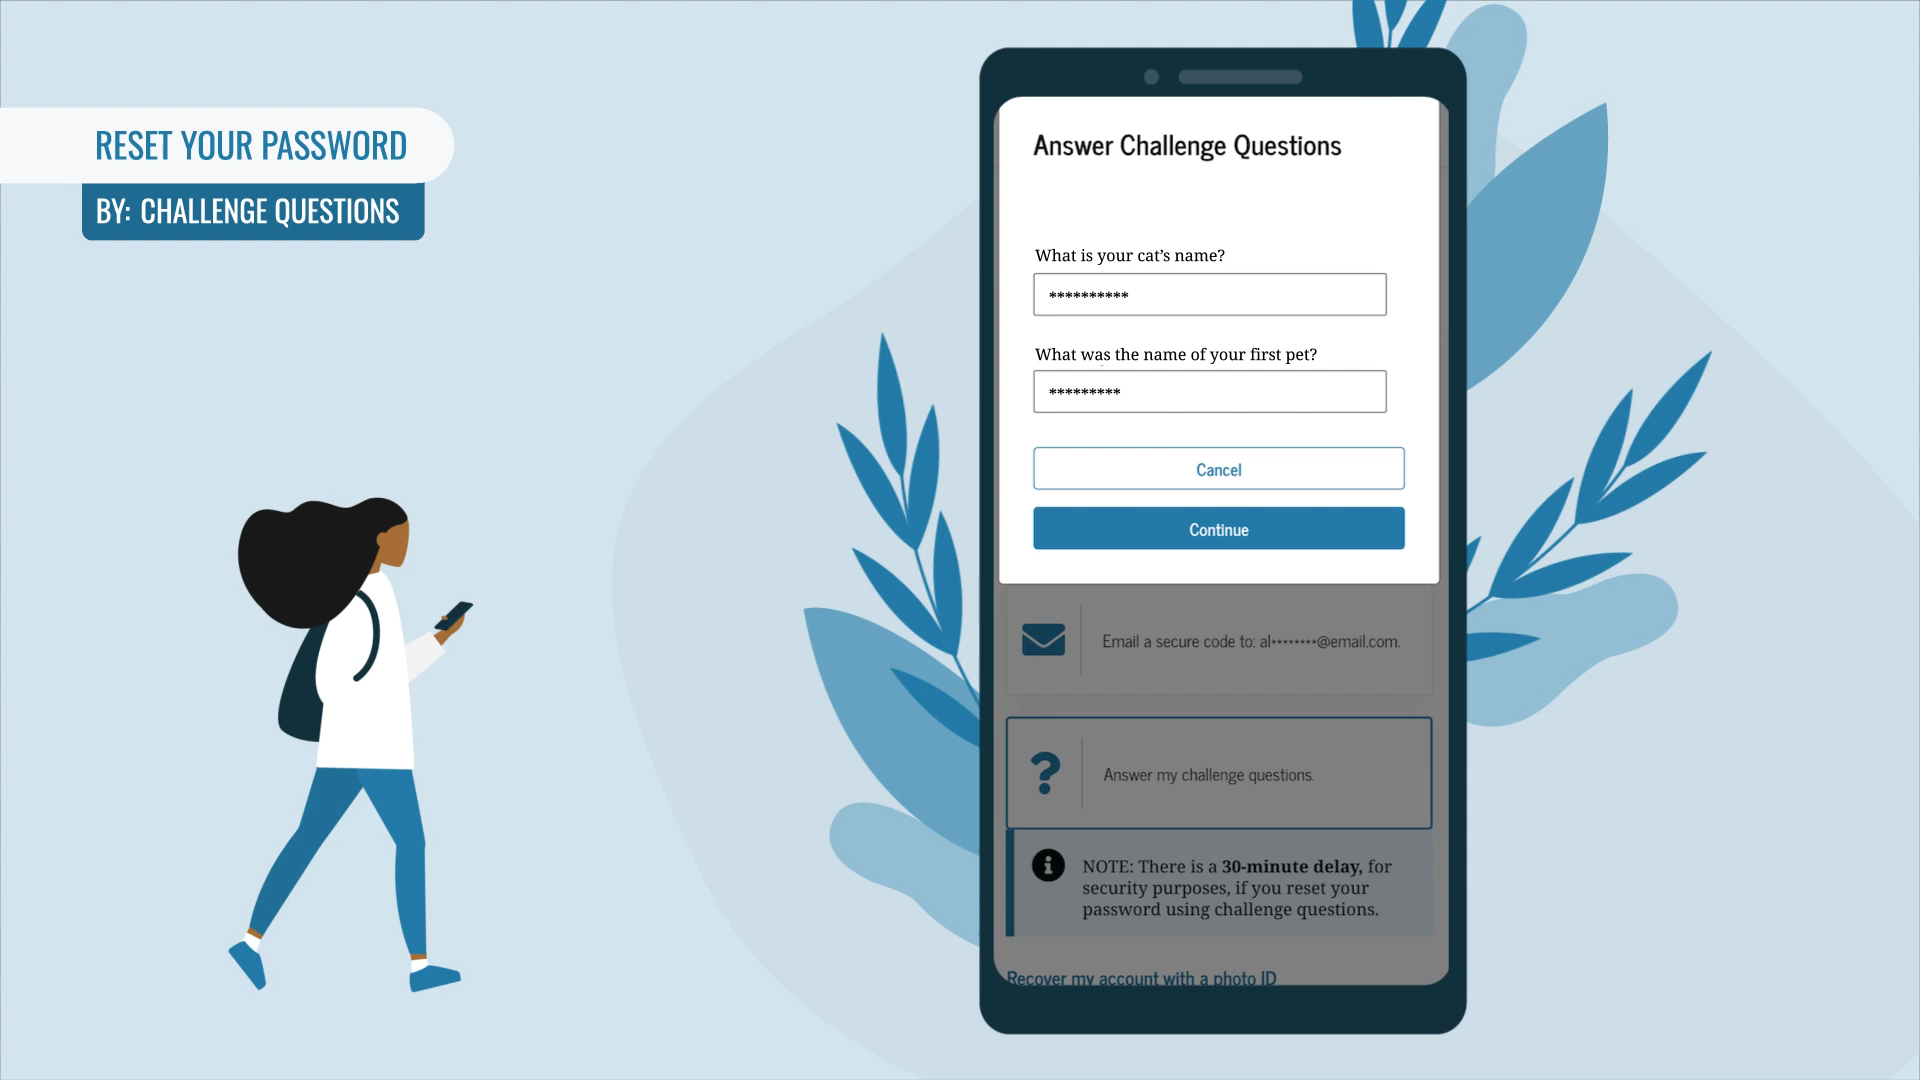 RESET YOUR PASSWORD
BY: CHALLENGE QUESTIONS
Answer Challenge Questions
What is your cat’s name?
**********
What was the name of your first pet?
*********
Cancel
Continue
Email a secure code to: al********@email.com.
Answer my challenge questions.
NOTE: There is a 30-minute delay, for
security purposes, if you reset your
password using challenge questions.
Recover my account with a photo ID